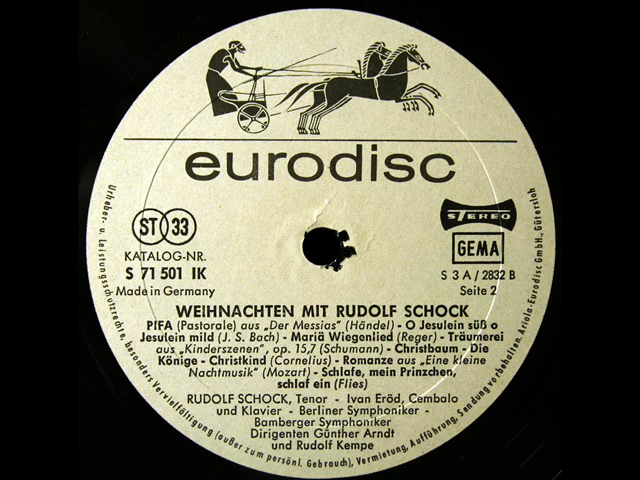 eurodisc
ST 33
KATALOG-NR.
S 71 501 IK
Made in Germany
STEREO
GEMA
S 3 A / 2832 B
Seite 2
WEIHNACHTEN MIT RUDOLF SCHOCK
PIFA (Pastorale) aus „Der Messias" (Händel) - O Jesulein süß o
Jesulein mild (J. S. Bach) - Mariä Wiegenlied (Reger) - Träumerei
aus „Kinderszenen", op. 15,7 (Schumann) - Christbaum - Die
Könige - Christkind (Cornelius) - Romanze aus „Eine kleine
Nachtmusik" (Mozart) - Schlafe, mein Prinzchen,
schlaf ein (Flies)
RUDOLF SCHOCK, Tenor - Ivan Eröd, Cembalo
und Klavier - Berliner Symphoniker -
Bamberger Symphoniker
Dirigenten Günther Arndt
und Rudolf Kempe
Urheber- u. Leistungsschutzrechte, besonders Vervielfältigung (außer zum persönl. Gebrauch), Vermietung, Aufführung, Sendung vorbehalten. Ariola-Eurodisc GmbH., Gütersloh